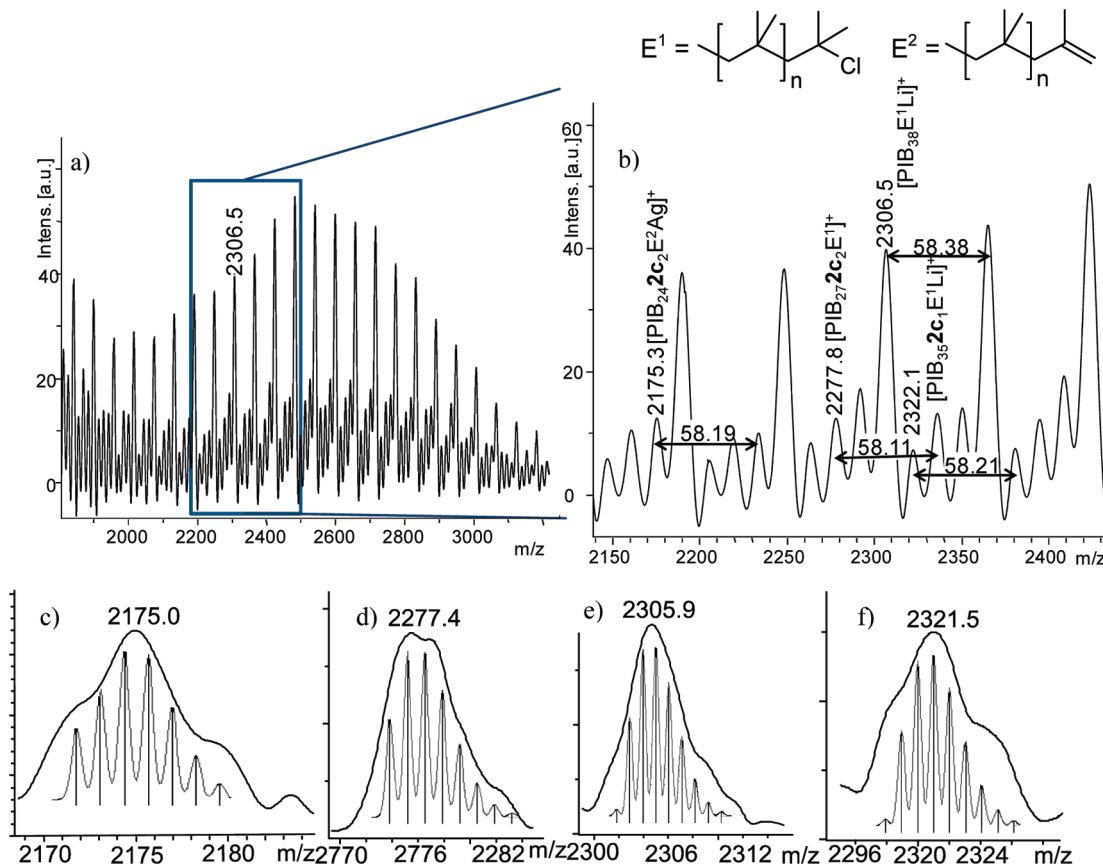 E¹ =
n
Cl
E² =
n
a)
Intens. [a.u.]
40
20
0
2306.5
2000
2200
2400
2600
2800
3000
m/z
b)
Intens. [a.u.]
60
40
20
0
2175.3 [PIB₂₄2c₂E²Ag]⁺
2277.8 [PIB₂₇2c₂E¹]⁺
2306.5
[PIB₃₈E¹Li]⁺
2322.1
[PIB₃₅2c₁E¹Li]⁺
58.38
58.19
58.11
58.21
2150
2200
2250
2300
2350
2400
m/z
c)
2175.0
2170
2175
2180
m/z
d)
2277.4
2770
2776
2282
m/z
e)
2305.9
2300
2306
2312
m/z
f)
2321.5
2296
2320
2324
m/z